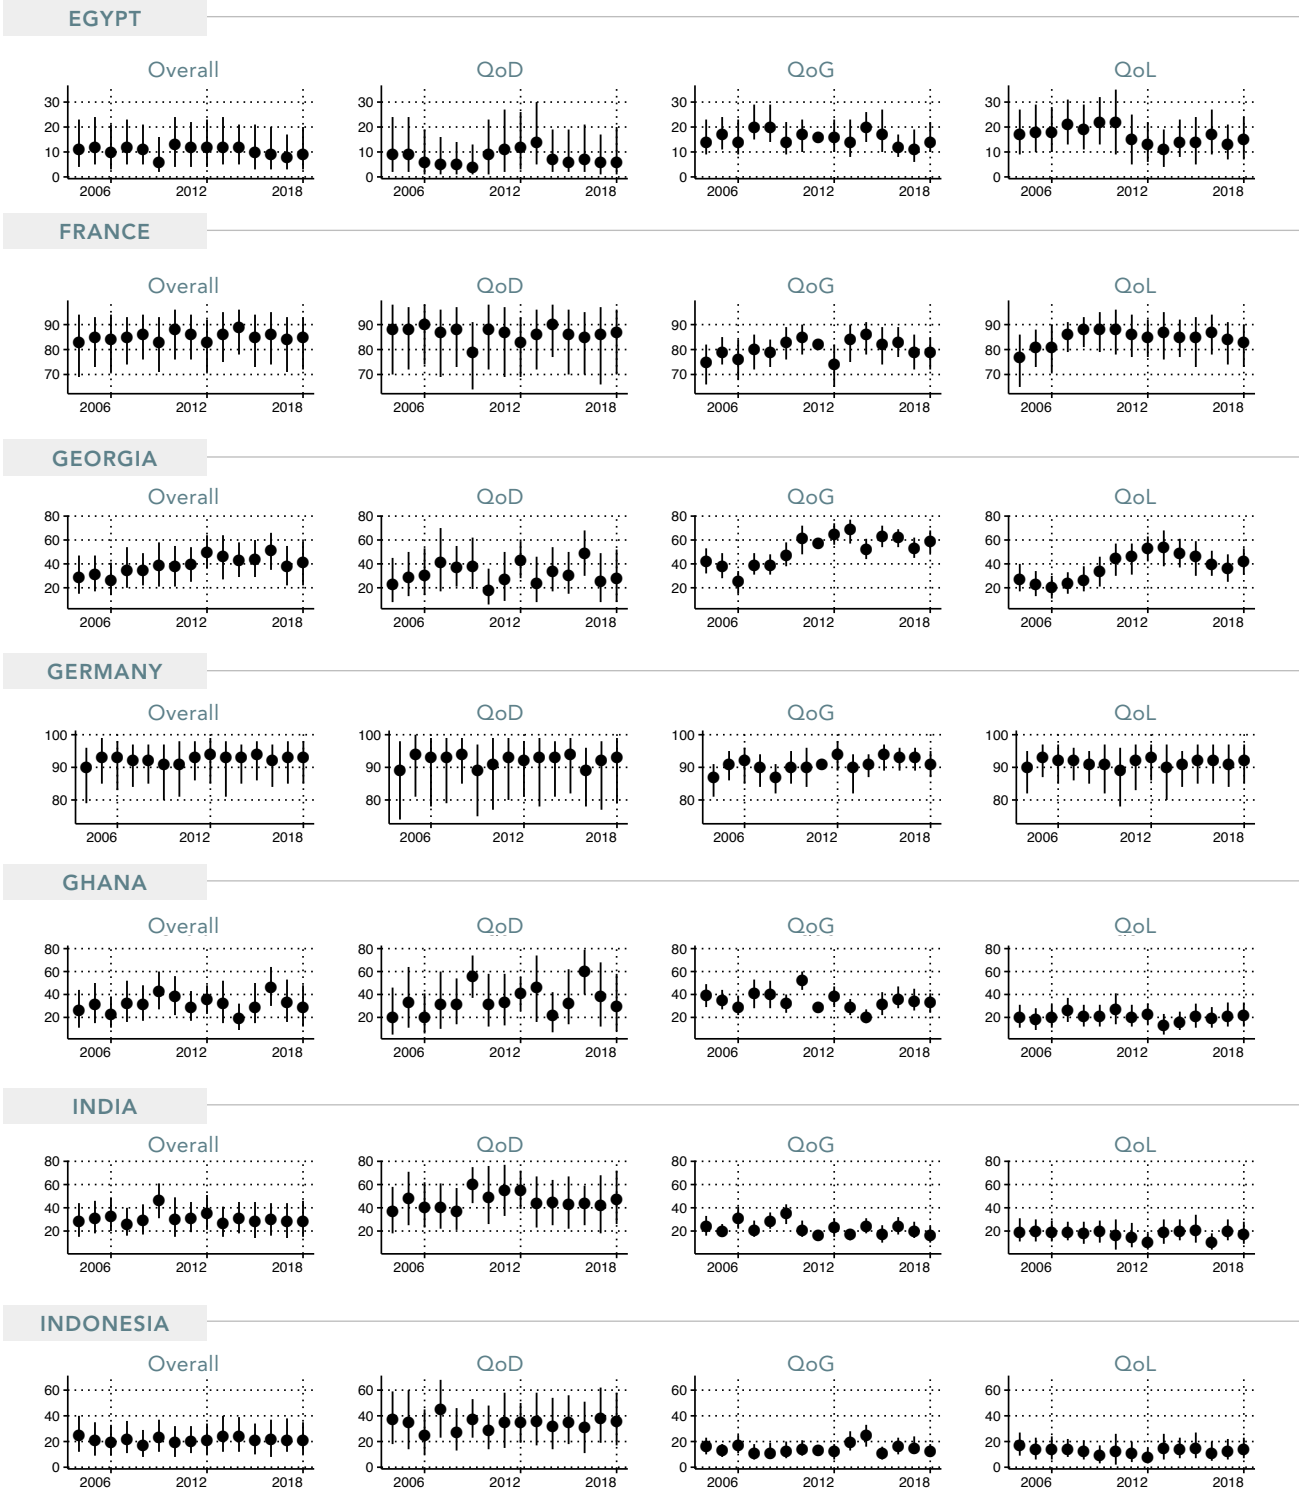 EGYPT
Overall QoD QoG QoL
30 30 30 30
20 20 20 20
10 10 10 10
0 0 0 0
2006 2012 2018 2006 2012 2018 2006 2012 2018 2006 2012 2018
FRANCE
Overall QoD QoG QoL
90 90 90 90
80 80 80 80
70 70 70 70
2006 2012 2018 2006 2012 2018 2006 2012 2018 2006 2012 2018
GEORGIA
Overall QoD QoG QoL
80 80 80 80
60 60 60 60
40 40 40 40
20 20 20 20
2006 2012 2018 2006 2012 2018 2006 2012 2018 2006 2012 2018
GERMANY
Overall QoD QoG QoL
100 100 100 100
90 90 90 90
80 80 80 80
2006 2012 2018 2006 2012 2018 2006 2012 2018 2006 2012 2018
GHANA
Overall QoD QoG QoL
80 80 80 80
60 60 60 60
40 40 40 40
20 20 20 20
2006 2012 2018 2006 2012 2018 2006 2012 2018 2006 2012 2018
INDIA
Overall QoD QoG QoL
80 80 80 80
60 60 60 60
40 40 40 40
20 20 20 20
2006 2012 2018 2006 2012 2018 2006 2012 2018 2006 2012 2018
INDONESIA
Overall QoD QoG QoL
60 60 60 60
40 40 40 40
20 20 20 20
0 0 0 0
2006 2012 2018 2006 2012 2018 2006 2012 2018 2006 2012 2018